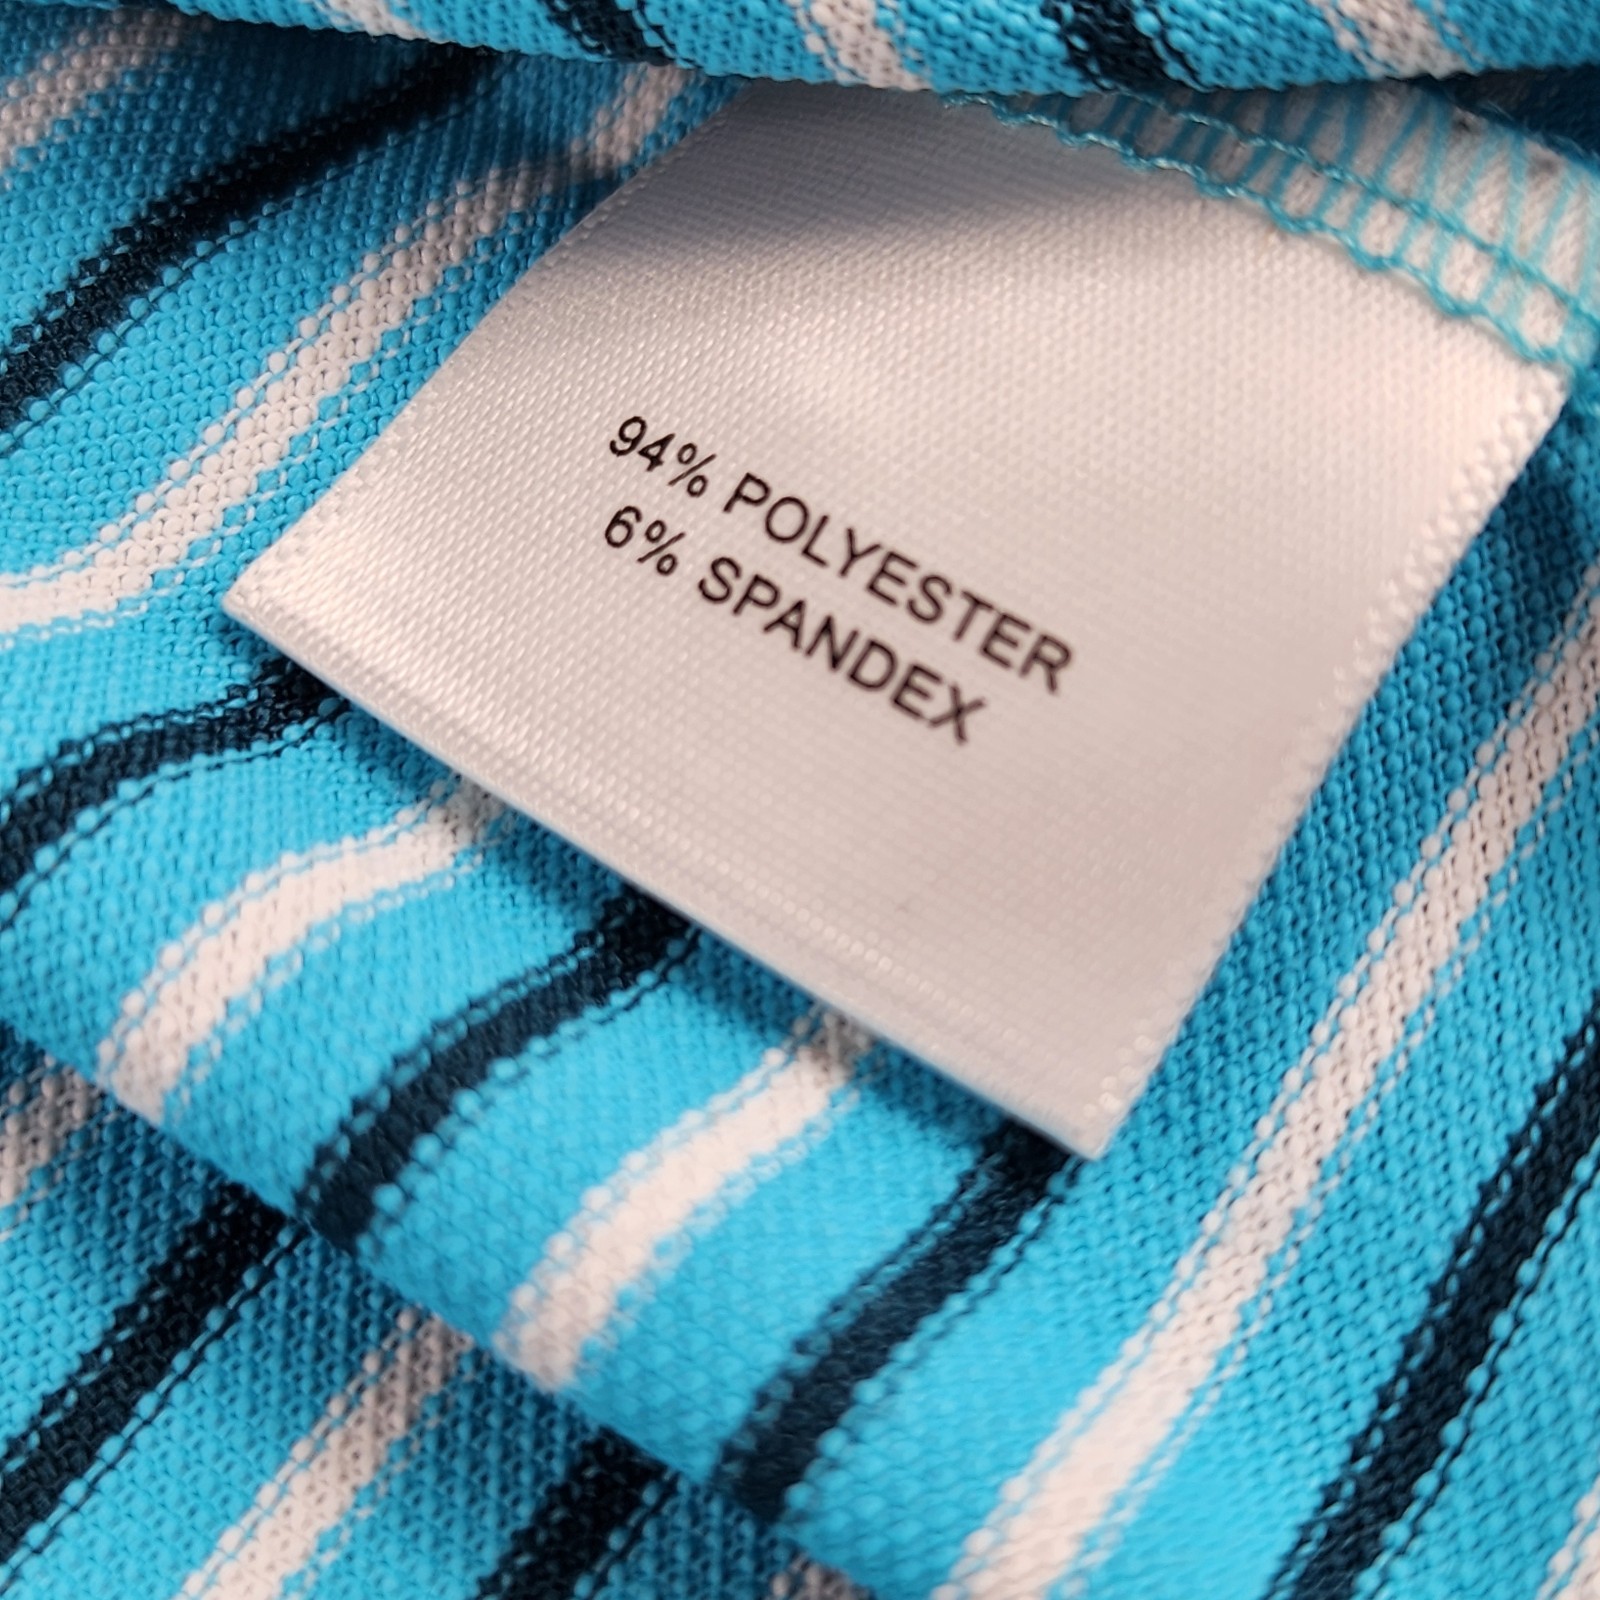 94% POLYESTER
6% SPANDEX